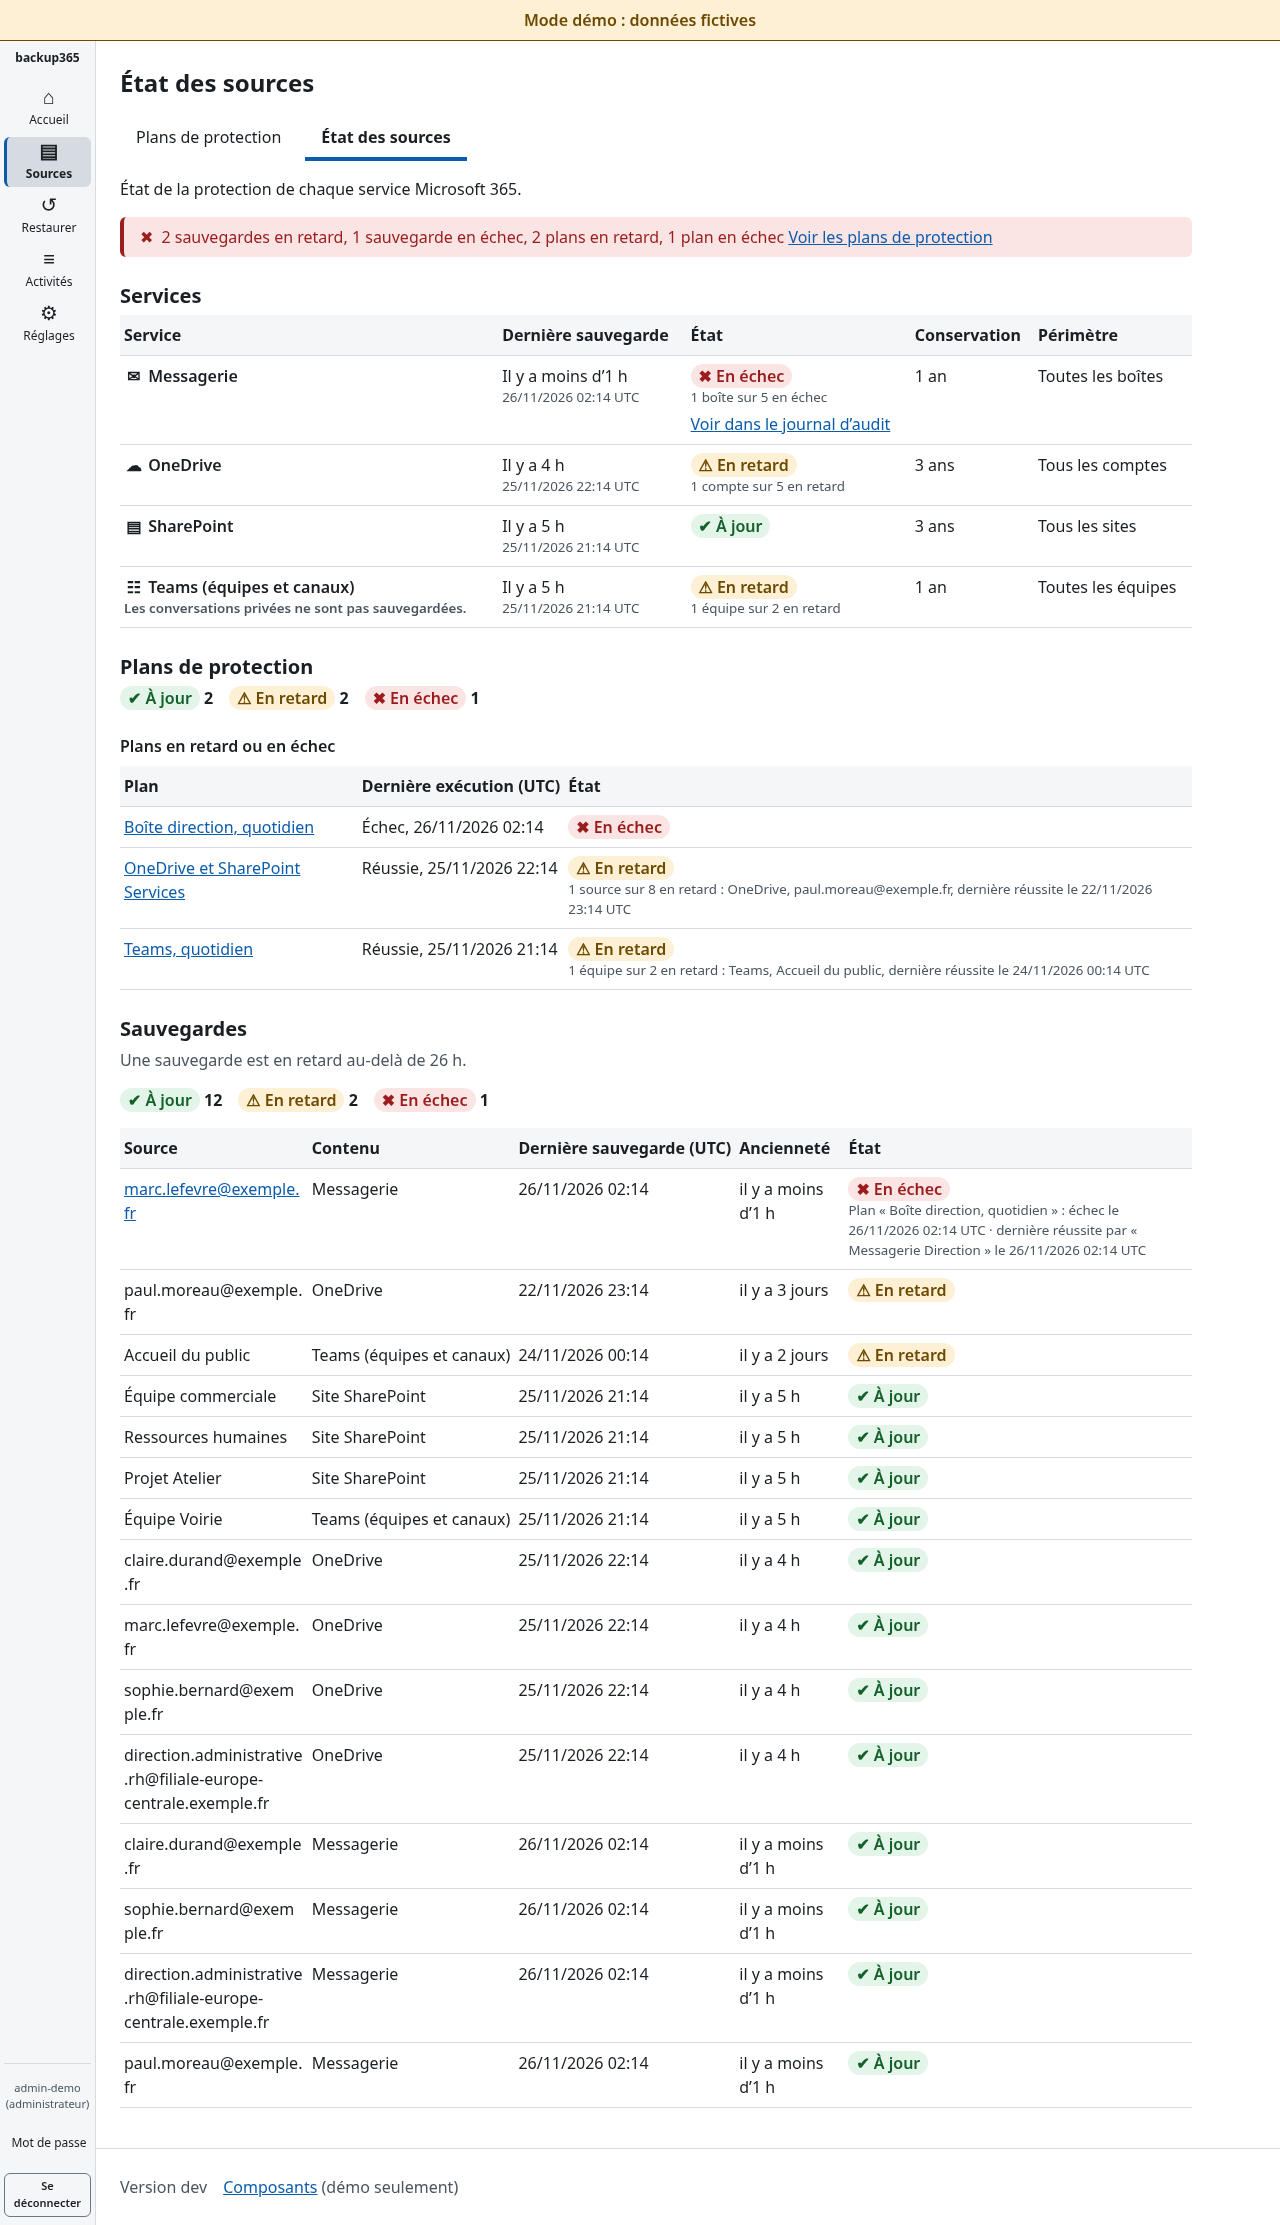 Mode démo : données fictives
backup365
Accueil
Sources
Restaurer
Activités
Réglages
État des sources
Plans de protection État des sources
État de la protection de chaque service Microsoft 365.
✖ 2 sauvegardes en retard, 1 sauvegarde en échec, 2 plans en retard, 1 plan en échec Voir les plans de protection
Services
Service Dernière sauvegarde État Conservation Périmètre
Messagerie Il y a moins d’1 h ✖ En échec 1 an Toutes les boîtes
26/11/2026 02:14 UTC 1 boîte sur 5 en échec
Voir dans le journal d’audit
OneDrive Il y a 4 h ⚠ En retard 3 ans Tous les comptes
25/11/2026 22:14 UTC 1 compte sur 5 en retard
SharePoint Il y a 5 h ✔ À jour 3 ans Tous les sites
25/11/2026 21:14 UTC
Teams (équipes et canaux) Il y a 5 h ⚠ En retard 1 an Toutes les équipes
Les conversations privées ne sont pas sauvegardées. 25/11/2026 21:14 UTC 1 équipe sur 2 en retard
Plans de protection
✔ À jour 2 ⚠ En retard 2 ✖ En échec 1
Plans en retard ou en échec
Plan Dernière exécution (UTC) État
Boîte direction, quotidien Échec, 26/11/2026 02:14 ✖ En échec
OneDrive et SharePoint Réussie, 25/11/2026 22:14 ⚠ En retard
Services 1 source sur 8 en retard : OneDrive, paul.moreau@exemple.fr, dernière réussite le 22/11/2026
23:14 UTC
Teams, quotidien Réussie, 25/11/2026 21:14 ⚠ En retard
1 équipe sur 2 en retard : Teams, Accueil du public, dernière réussite le 24/11/2026 00:14 UTC
Sauvegardes
Une sauvegarde est en retard au-delà de 26 h.
✔ À jour 12 ⚠ En retard 2 ✖ En échec 1
Source Contenu Dernière sauvegarde (UTC) Ancienneté État
marc.lefevre@exemple. Messagerie 26/11/2026 02:14 il y a moins ✖ En échec
fr d’1 h Plan « Boîte direction, quotidien » : échec le
26/11/2026 02:14 UTC · dernière réussite par «
Messagerie Direction » le 26/11/2026 02:14 UTC
paul.moreau@exemple. OneDrive 22/11/2026 23:14 il y a 3 jours ⚠ En retard
fr
Accueil du public Teams (équipes et canaux) 24/11/2026 00:14 il y a 2 jours ⚠ En retard
Équipe commerciale Site SharePoint 25/11/2026 21:14 il y a 5 h ✔ À jour
Ressources humaines Site SharePoint 25/11/2026 21:14 il y a 5 h ✔ À jour
Projet Atelier Site SharePoint 25/11/2026 21:14 il y a 5 h ✔ À jour
Équipe Voirie Teams (équipes et canaux) 25/11/2026 21:14 il y a 5 h ✔ À jour
claire.durand@exemple OneDrive 25/11/2026 22:14 il y a 4 h ✔ À jour
.fr
marc.lefevre@exemple. OneDrive 25/11/2026 22:14 il y a 4 h ✔ À jour
fr
sophie.bernard@exem OneDrive 25/11/2026 22:14 il y a 4 h ✔ À jour
ple.fr
direction.administrative OneDrive 25/11/2026 22:14 il y a 4 h ✔ À jour
.rh@filiale-europe-
centrale.exemple.fr
claire.durand@exemple Messagerie 26/11/2026 02:14 il y a moins ✔ À jour
.fr d’1 h
sophie.bernard@exem Messagerie 26/11/2026 02:14 il y a moins ✔ À jour
ple.fr d’1 h
direction.administrative Messagerie 26/11/2026 02:14 il y a moins ✔ À jour
.rh@filiale-europe- d’1 h
centrale.exemple.fr
paul.moreau@exemple. Messagerie 26/11/2026 02:14 il y a moins ✔ À jour
fr d’1 h
admin-demo
(administrateur)
Mot de passe
Se
déconnecter
Version dev Composants (démo seulement)